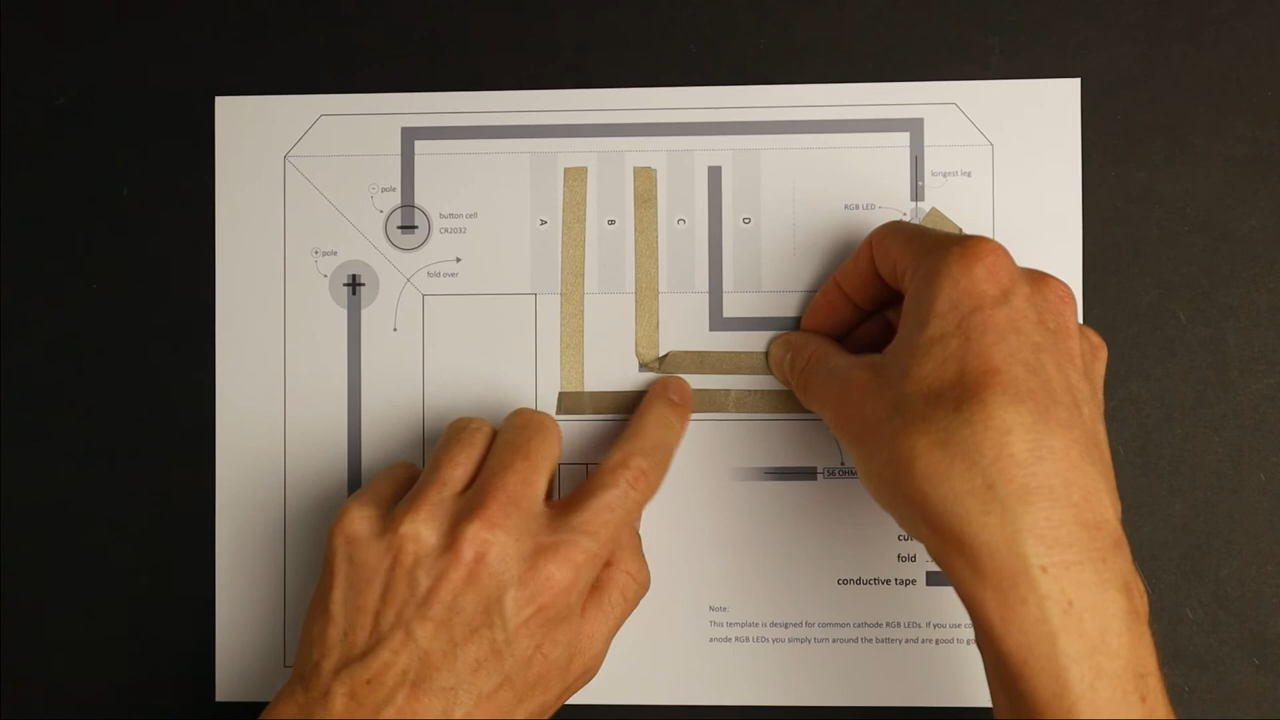 longest leg
- pole
RGB LED
button cell
CR2032
A
B
C
D
+ pole
fold over
56 OHM
cut
fold
conductive tape
Note:
This template is designed for common cathode RGB LEDs. If you use
anode RGB LEDs you simply turn around the battery and are good to go